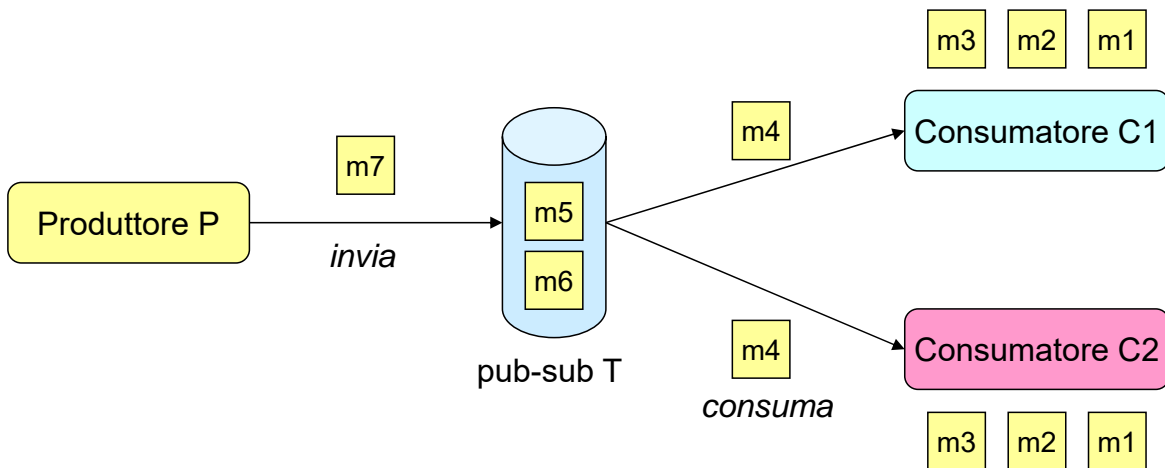 m3 m2 m1
m4
Consumatore C1
m7
Produttore P
invia
m5
m6
pub-sub T
m4
consuma
Consumatore C2
m3 m2 m1